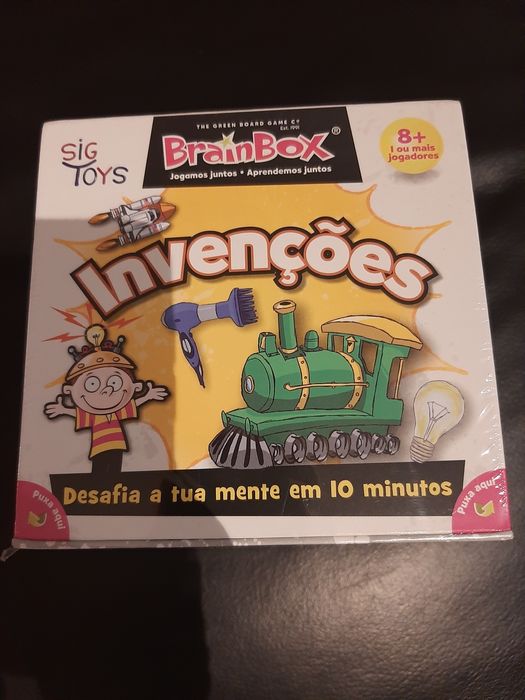 SIG
TOYS
THE GREEN BOARD GAME Cº
Est. 1991
BrainBox®
Jogamos juntos • Aprendemos juntos
8+
1 ou mais
jogadores
Invenções
Desafia a tua mente em 10 minutos
Puxa aqui
Puxa aqui